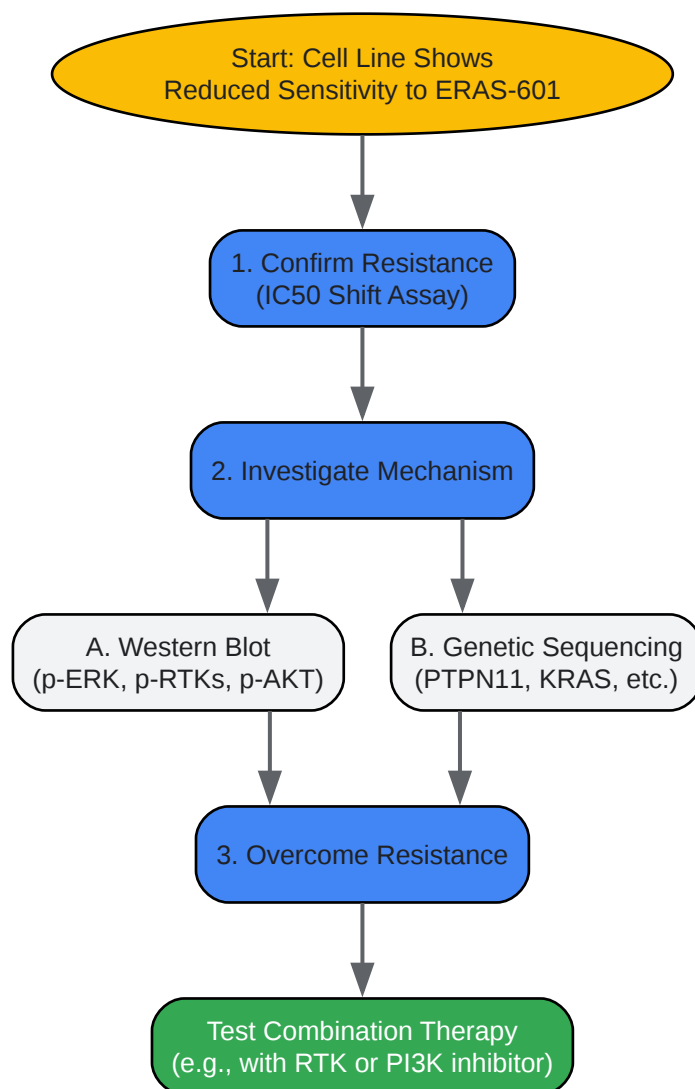 Start: Cell Line Shows
Reduced Sensitivity to ERAS-601
1. Confirm Resistance
(IC50 Shift Assay)
2. Investigate Mechanism
A. Western Blot
(p-ERK, p-RTKs, p-AKT)
B. Genetic Sequencing
(PTPN11, KRAS, etc.)
3. Overcome Resistance
Test Combination Therapy
(e.g., with RTK or PI3K inhibitor)